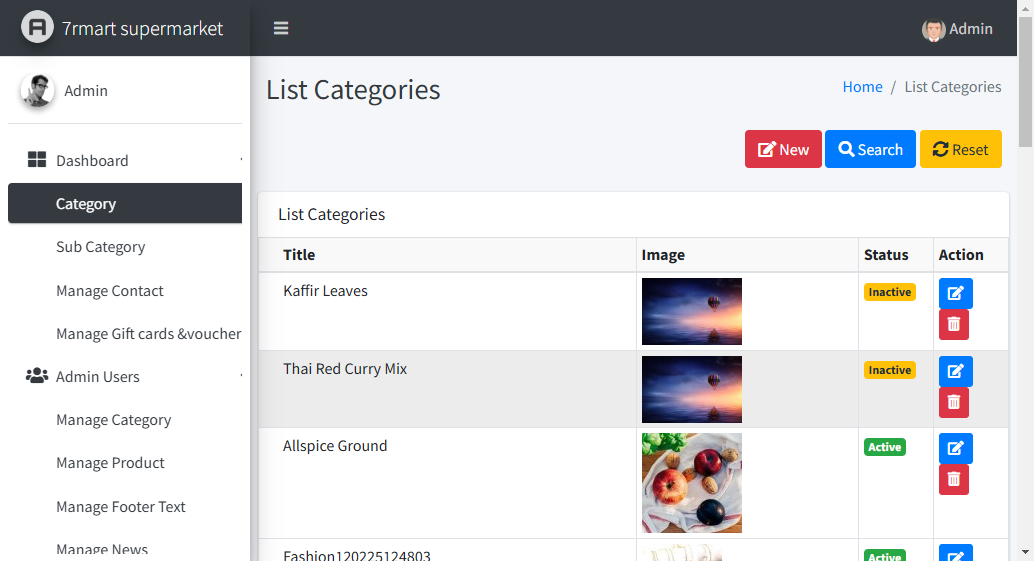 7rmart supermarket
Admin
Admin
List Categories
Home / List Categories
Dashboard
Category
Sub Category
Manage Contact
Manage Gift cards &voucher
Admin Users
Manage Category
Manage Product
Manage Footer Text
Manage News
New
Search
Reset
List Categories
Title Image Status Action
Kaffir Leaves Inactive
Thai Red Curry Mix Inactive
Allspice Ground Active
Fashion120225124803 Active